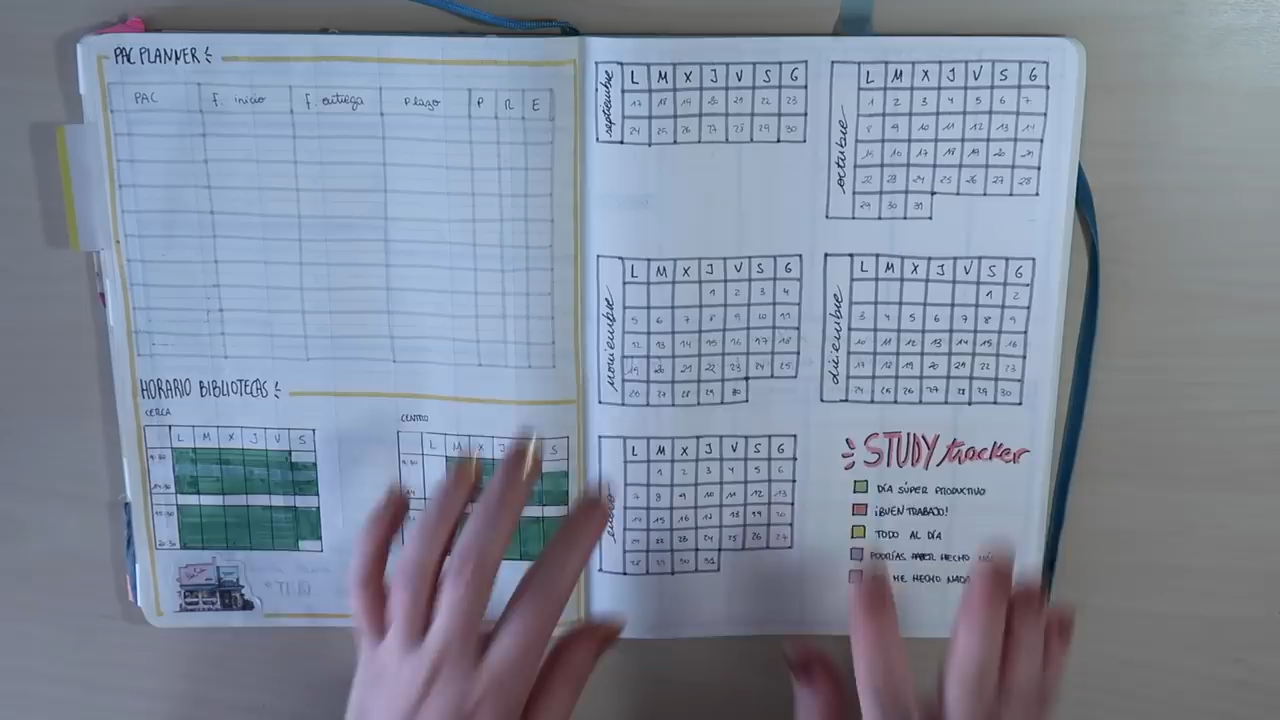 PAC PLANNER
PAC F. inicio F. entrega Plazo P R E
HORARIO BIBLIOTECAS
CERCA
L M X J V S
9:30
14:30
20:30
CENTRO
L M X J S
septiembre
L M X J V S G
17 18 19 20 21 22 23
24 25 26 27 28 29 30
octubre
L M X J V S G
1 2 3 4 5 6 7
8 9 10 11 12 13 14
15 16 17 18 19 20 21
22 23 24 25 26 27 28
29 30 31
noviembre
L M X J V S G
1 2 3 4
5 6 7 8 9 10 11
12 13 14 15 16 17 18
19 20 21 22 23 24 25
26 27 28 29 30
diciembre
L M X J V S G
1 2
3 4 5 6 7 8 9
10 11 12 13 14 15 16
17 18 19 20 21 22 23
24 25 26 27 28 29 30
enero
L M X J V S G
1 2 3 4 5 6
7 8 9 10 11 12 13
14 15 16 17 18 19 20
21 22 23 24 25 26 27
28 29 30 31
STUDY tracker
DÍA SÚPER PRODUCTIVO
¡BUEN TRABAJO!
TODO AL DÍA
PODRÍAS HABER HECHO
HE HECHO NADA